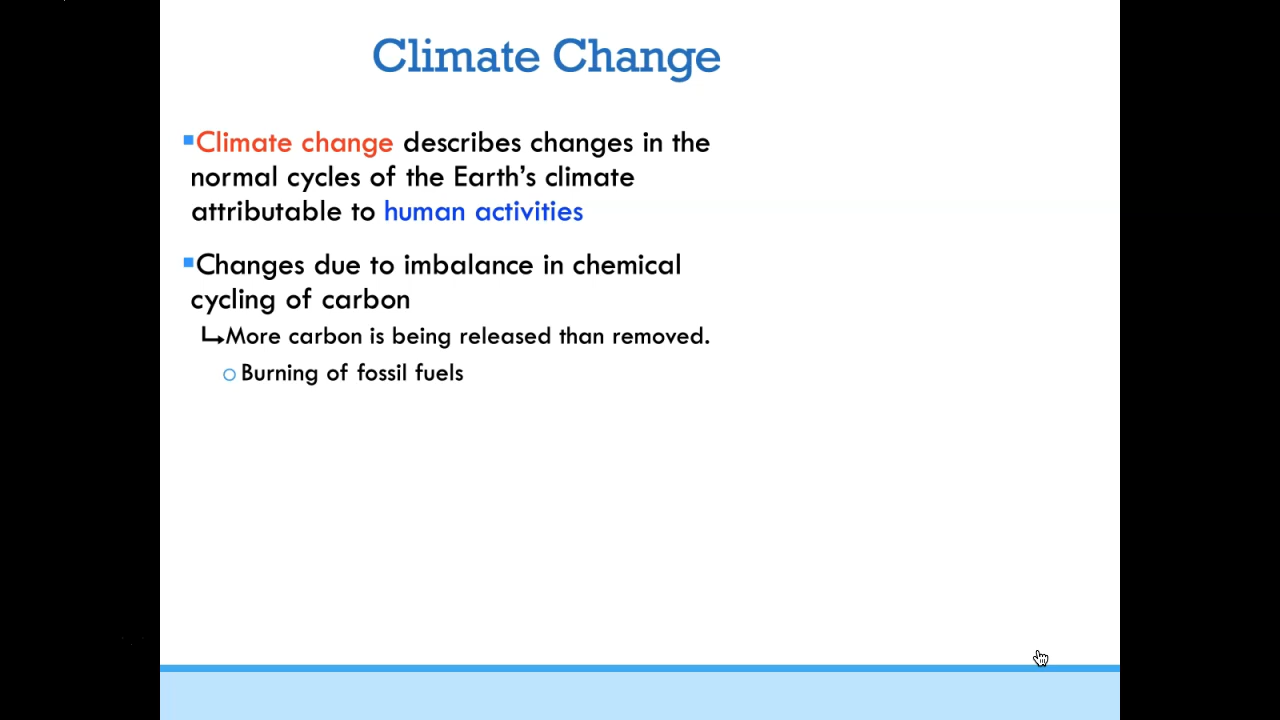 Climate Change
▪Climate change describes changes in the
normal cycles of the Earth’s climate
attributable to human activities
▪Changes due to imbalance in chemical
cycling of carbon
↳More carbon is being released than removed.
○Burning of fossil fuels